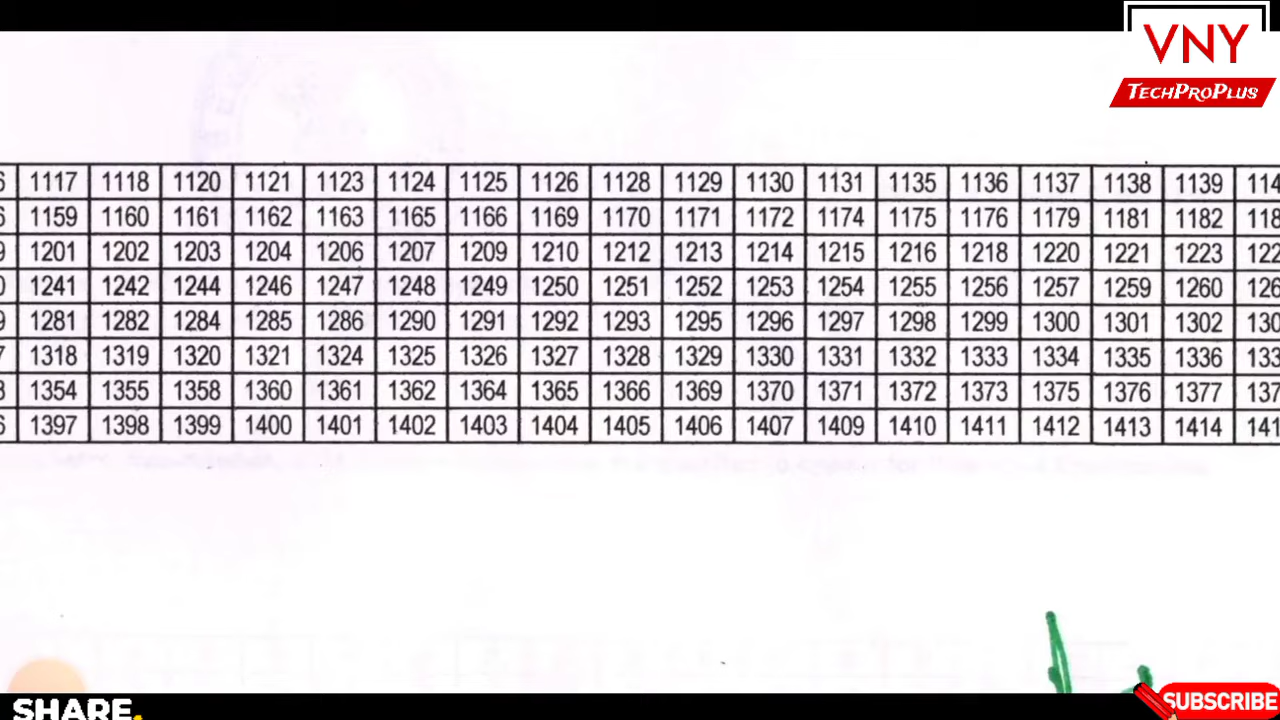 VNY
TECHPROPLUS
1117 1118 1120 1121 1123 1124 1125 1126 1128 1129 1130 1131 1135 1136 1137 1138 1139
1159 1160 1161 1162 1163 1165 1166 1169 1170 1171 1172 1174 1175 1176 1179 1181 1182
1201 1202 1203 1204 1206 1207 1209 1210 1212 1213 1214 1215 1216 1218 1220 1221 1223
1241 1242 1244 1246 1247 1248 1249 1250 1251 1252 1253 1254 1255 1256 1257 1259 1260
1281 1282 1284 1285 1286 1290 1291 1292 1293 1295 1296 1297 1298 1299 1300 1301 1302
1318 1319 1320 1321 1324 1325 1326 1327 1328 1329 1330 1331 1332 1333 1334 1335 1336
1354 1355 1358 1360 1361 1362 1364 1365 1366 1369 1370 1371 1372 1373 1375 1376 1377
1397 1398 1399 1400 1401 1402 1403 1404 1405 1406 1407 1409 1410 1411 1412 1413 1414
SHARE.
SUBSCRIBE